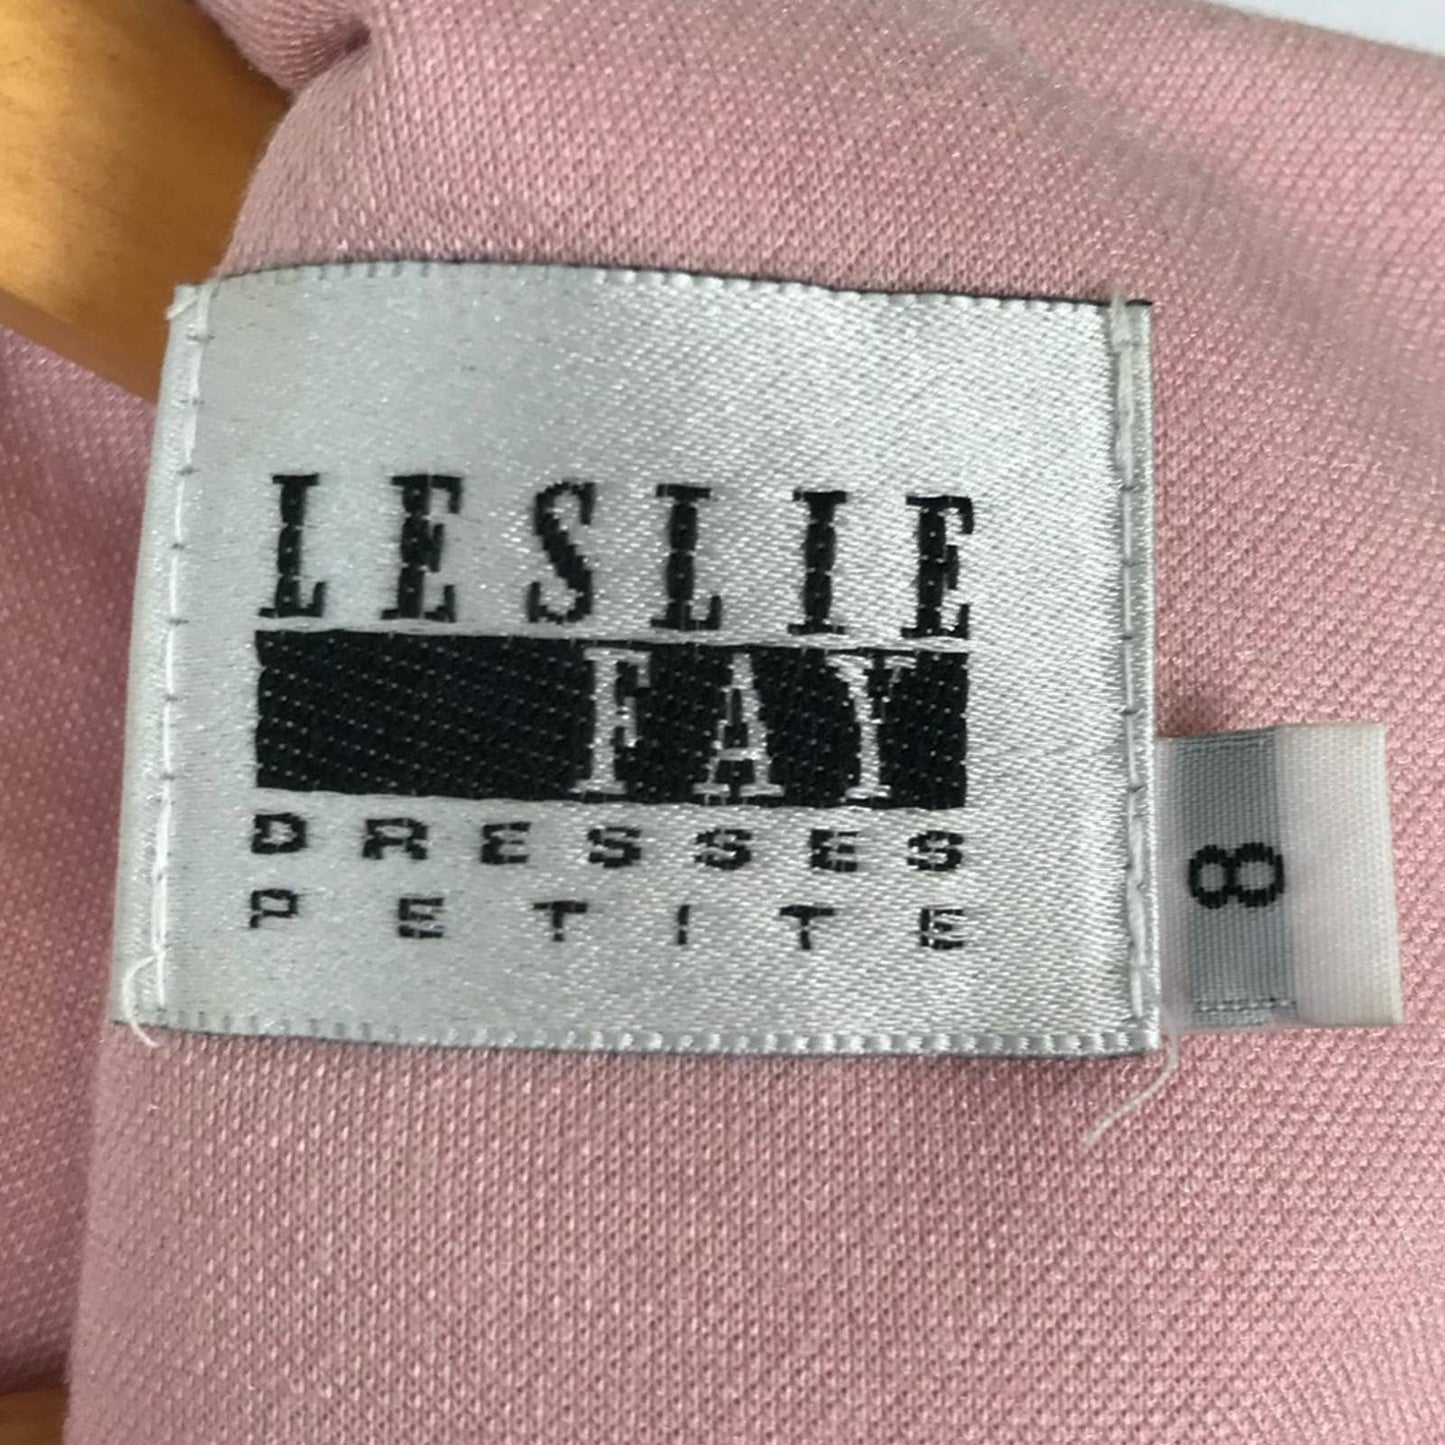 LESLIE
FAY
DRESSES
PETITE
8